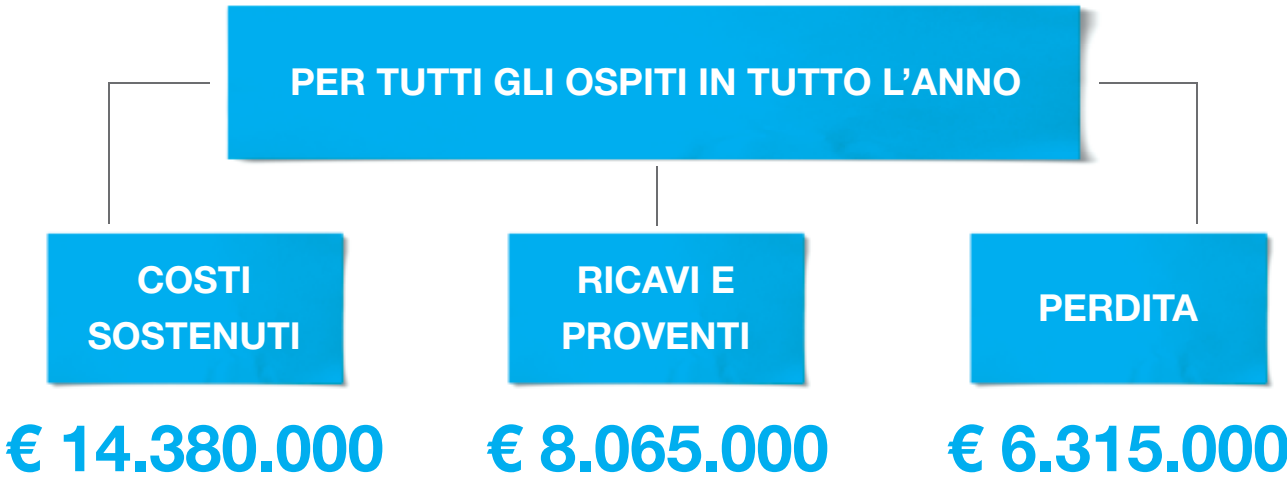 PER TUTTI GLI OSPITI IN TUTTO L'ANNO
COSTI
SOSTENUTI
RICAVI E
PROVENTI
PERDITA
€ 14.380.000
€ 8.065.000
€ 6.315.000